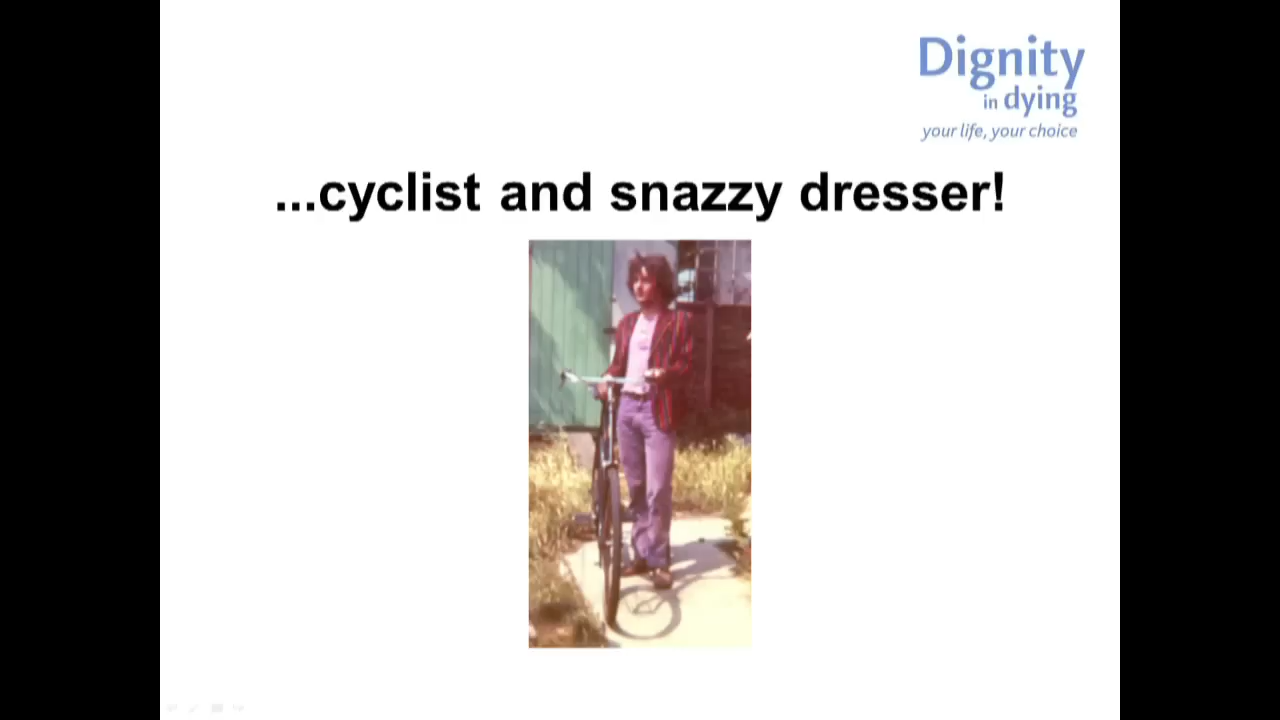 Dignity
in dying
your life, your choice
...cyclist and snazzy dresser!